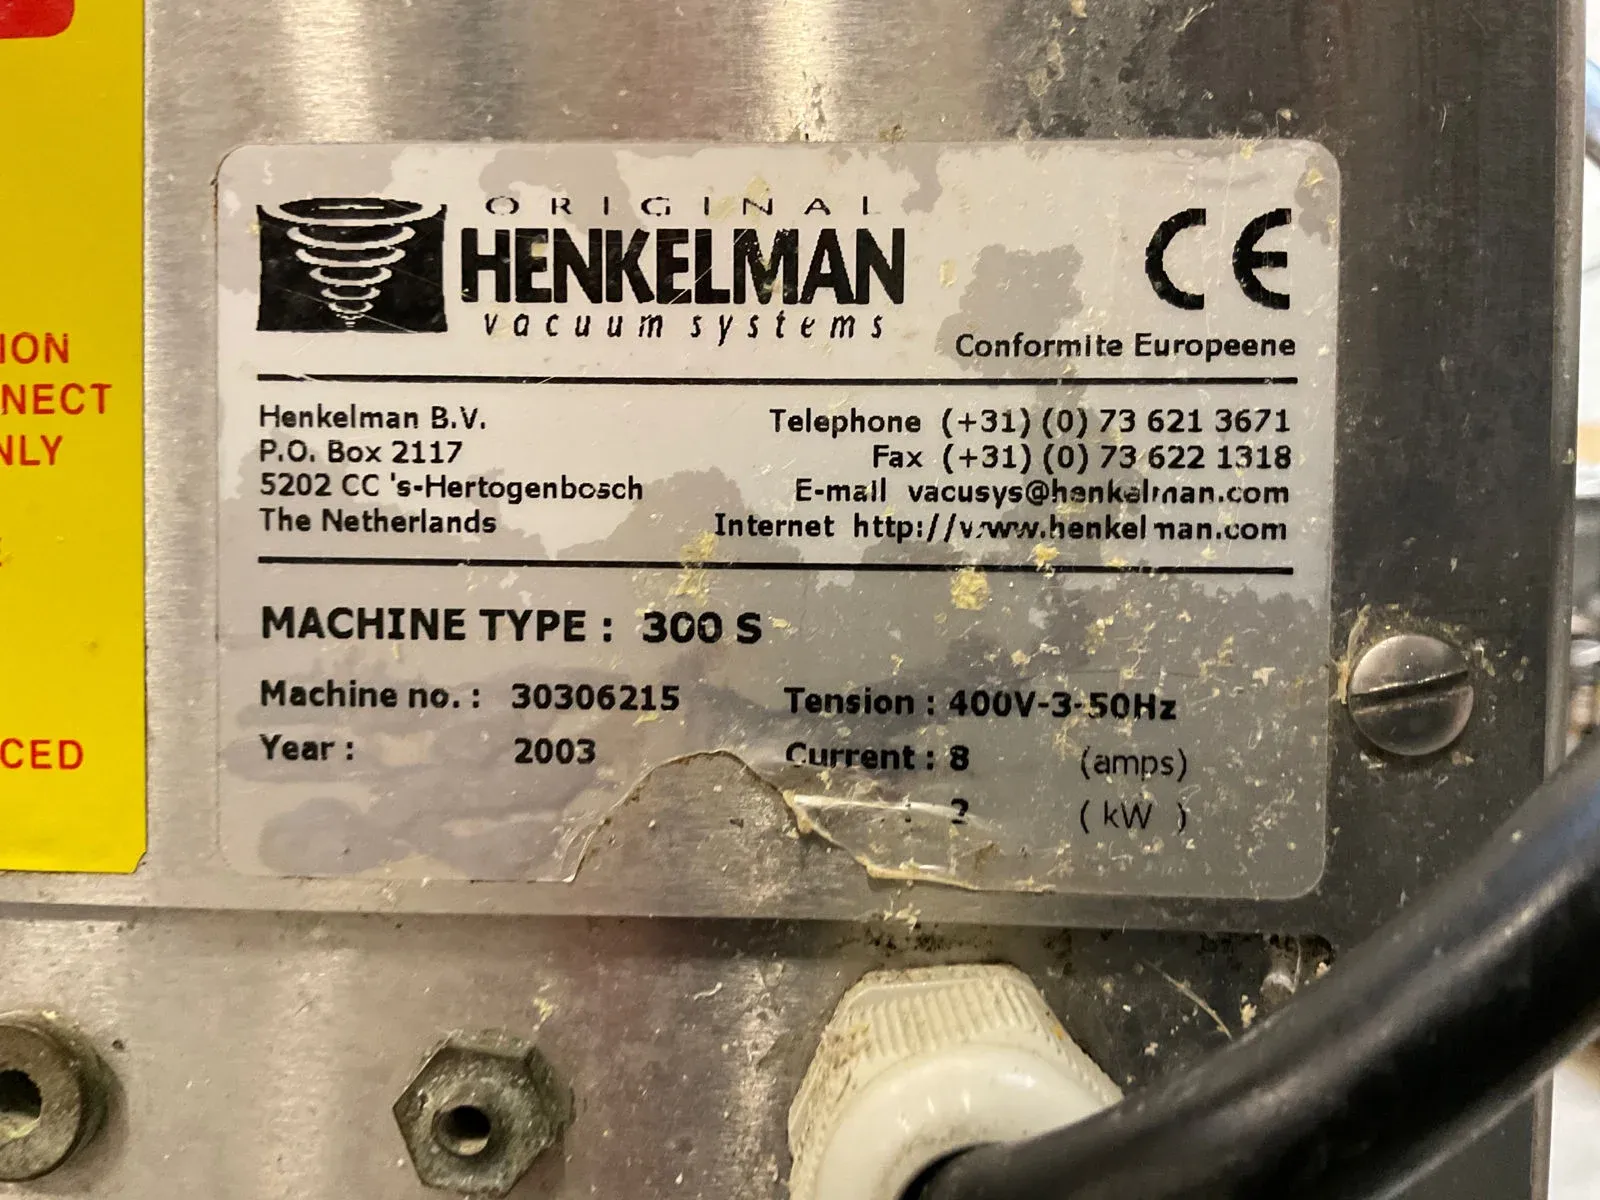 ION
NECT
NLY
CED
ORIGINAL
HENKELMAN
vacuum systems
CE
Conformite Europeene
Henkelman B.V.
P.O. Box 2117
5202 CC 's-Hertogenbosch
The Netherlands
Telephone (+31) (0) 73 621 3671
Fax (+31) (0) 73 622 1318
E-mail vacusys@henkelman.com
Internet http://www.henkelman.com
MACHINE TYPE : 300 S
Machine no. : 30306215
Year : 2003
Tension : 400V-3-50Hz
Current : 8 (amps)
: 2 (kW )